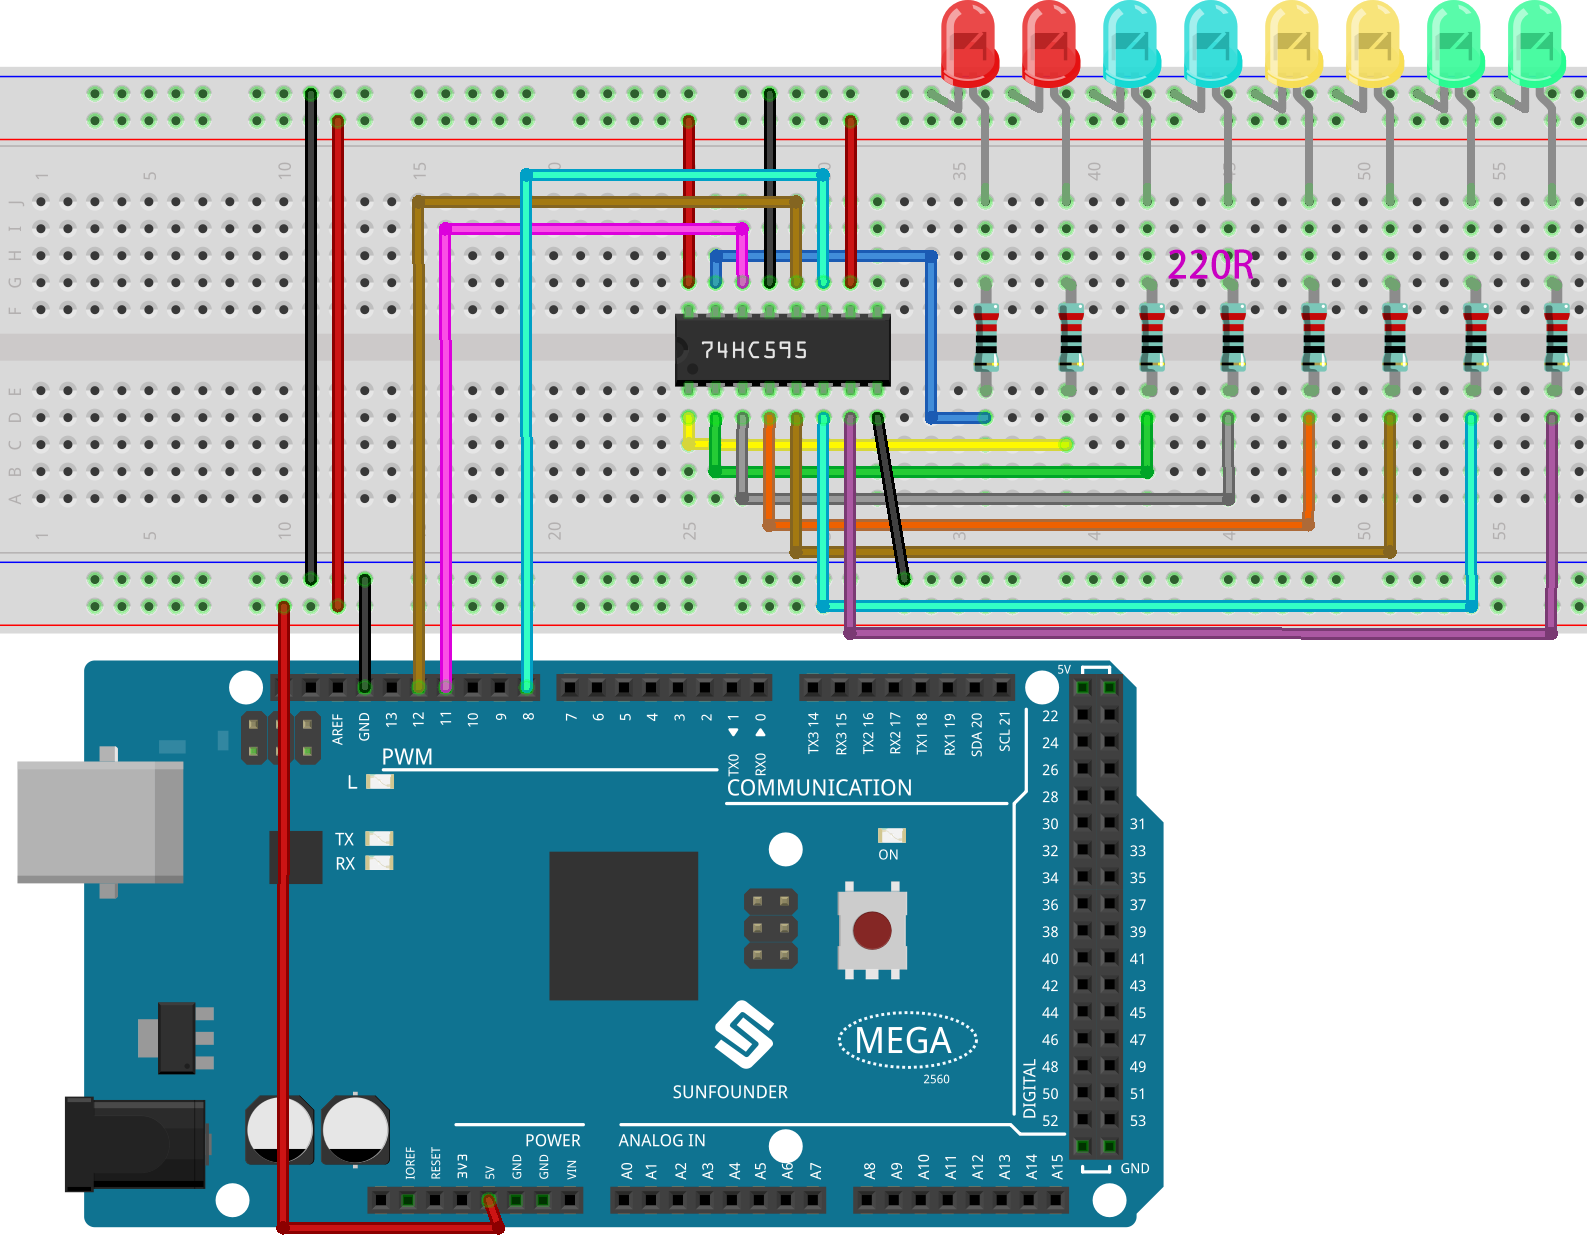 1 5 10 15 20 35 40 45 50 55
J
I
H
G
F
220R
74HC595
E
D
C
B
A
1 5 10 20 25 3 40 4 50 55
AREF GND 13 12 11 10 9 8 7 6 5 4 3 2 1 0
TX0 RX0
TX3 14 RX3 15 TX2 16 RX2 17 TX1 18 RX1 19 SDA 20 SCL 21
5V
PWM
COMMUNICATION
L
TX
RX
ON
22
24
26
28
30 31
32 33
34 35
36 37
38 39
40 41
42 43
44 45
46 47
48 49
50 51
52 53
DIGITAL
GND
MEGA
2560
SUNFOUNDER
POWER
ANALOG IN
IOREF RESET 3V3 5V GND GND VIN
A0 A1 A2 A3 A4 A5 A6 A7
A8 A9 A10 A11 A12 A13 A14 A15